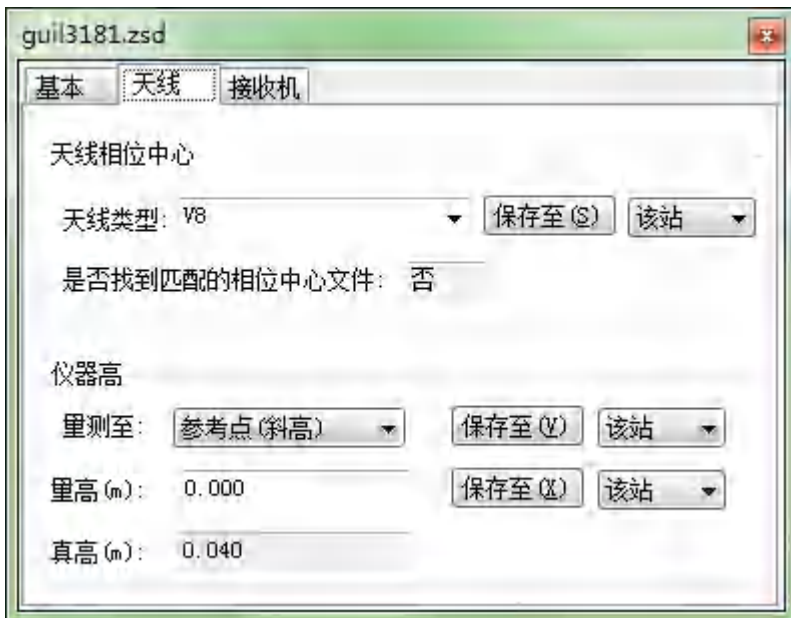 guil3181.zsd
基本 天线 接收机
天线相位中心
天线类型: V8 保存至(S) 该站
是否找到匹配的相位中心文件: 否
仪器高
量测至: 参考点(斜高) 保存至(Y) 该站
量高(m): 0.000 保存至(X) 该站
真高(m): 0.040